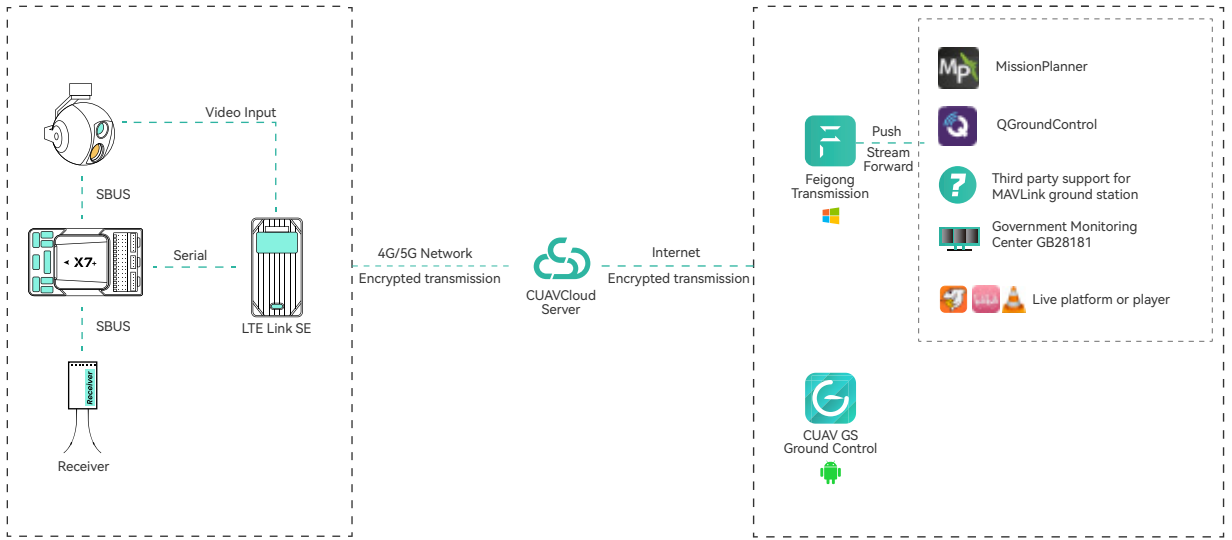 Video Input
SBUS
X7+
Serial
SBUS
LTE Link SE
Receiver
Receiver
4G/5G Network
Encrypted transmission
CUAVCloud
Server
Internet
Encrypted transmission
Feigong
Transmission
Push
Stream
Forward
Mp
MissionPlanner
Q
QGroundControl
?
Third party support for
MAVLink ground station
Government Monitoring
Center GB28181
Live platform or player
CUAV GS
Ground Control